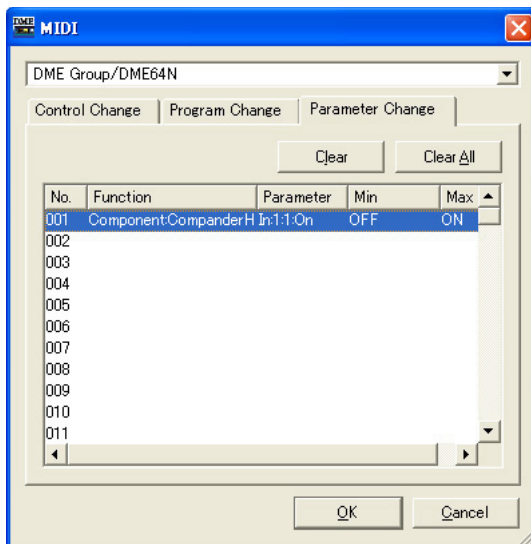 DME MIDI
DME Group/DME64N
Control Change Program Change Parameter Change
Clear Clear All
No. Function Parameter Min Max
001 Component:CompanderH In:1:1:On OFF ON
002
003
004
005
006
007
008
009
010
011
OK Cancel